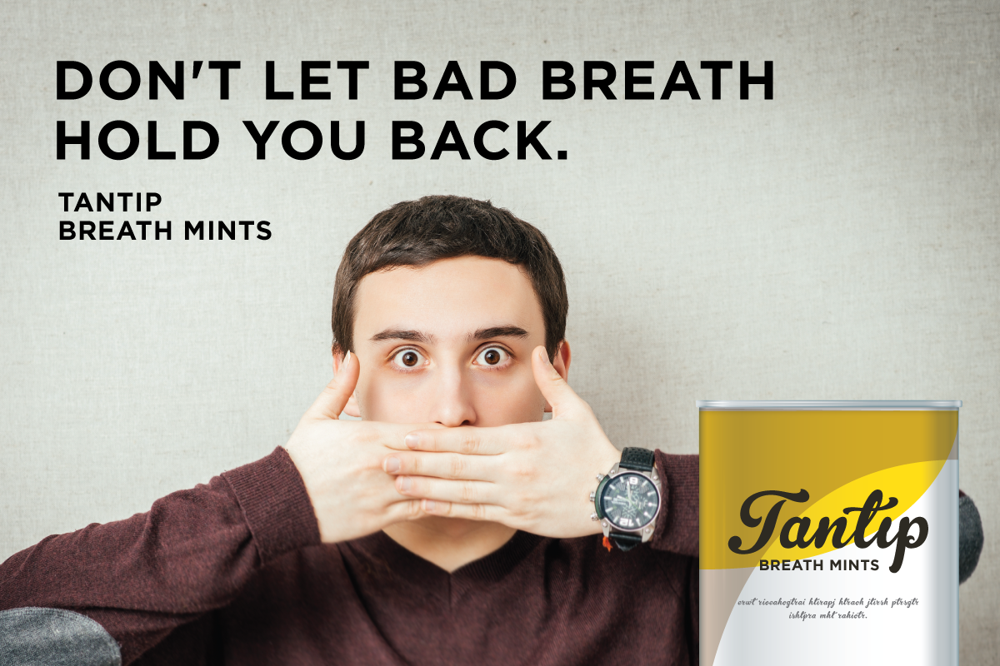 DON'T LET BAD BREATH
HOLD YOU BACK.
TANTIP
BREATH MINTS
Tantip
BREATH MINTS